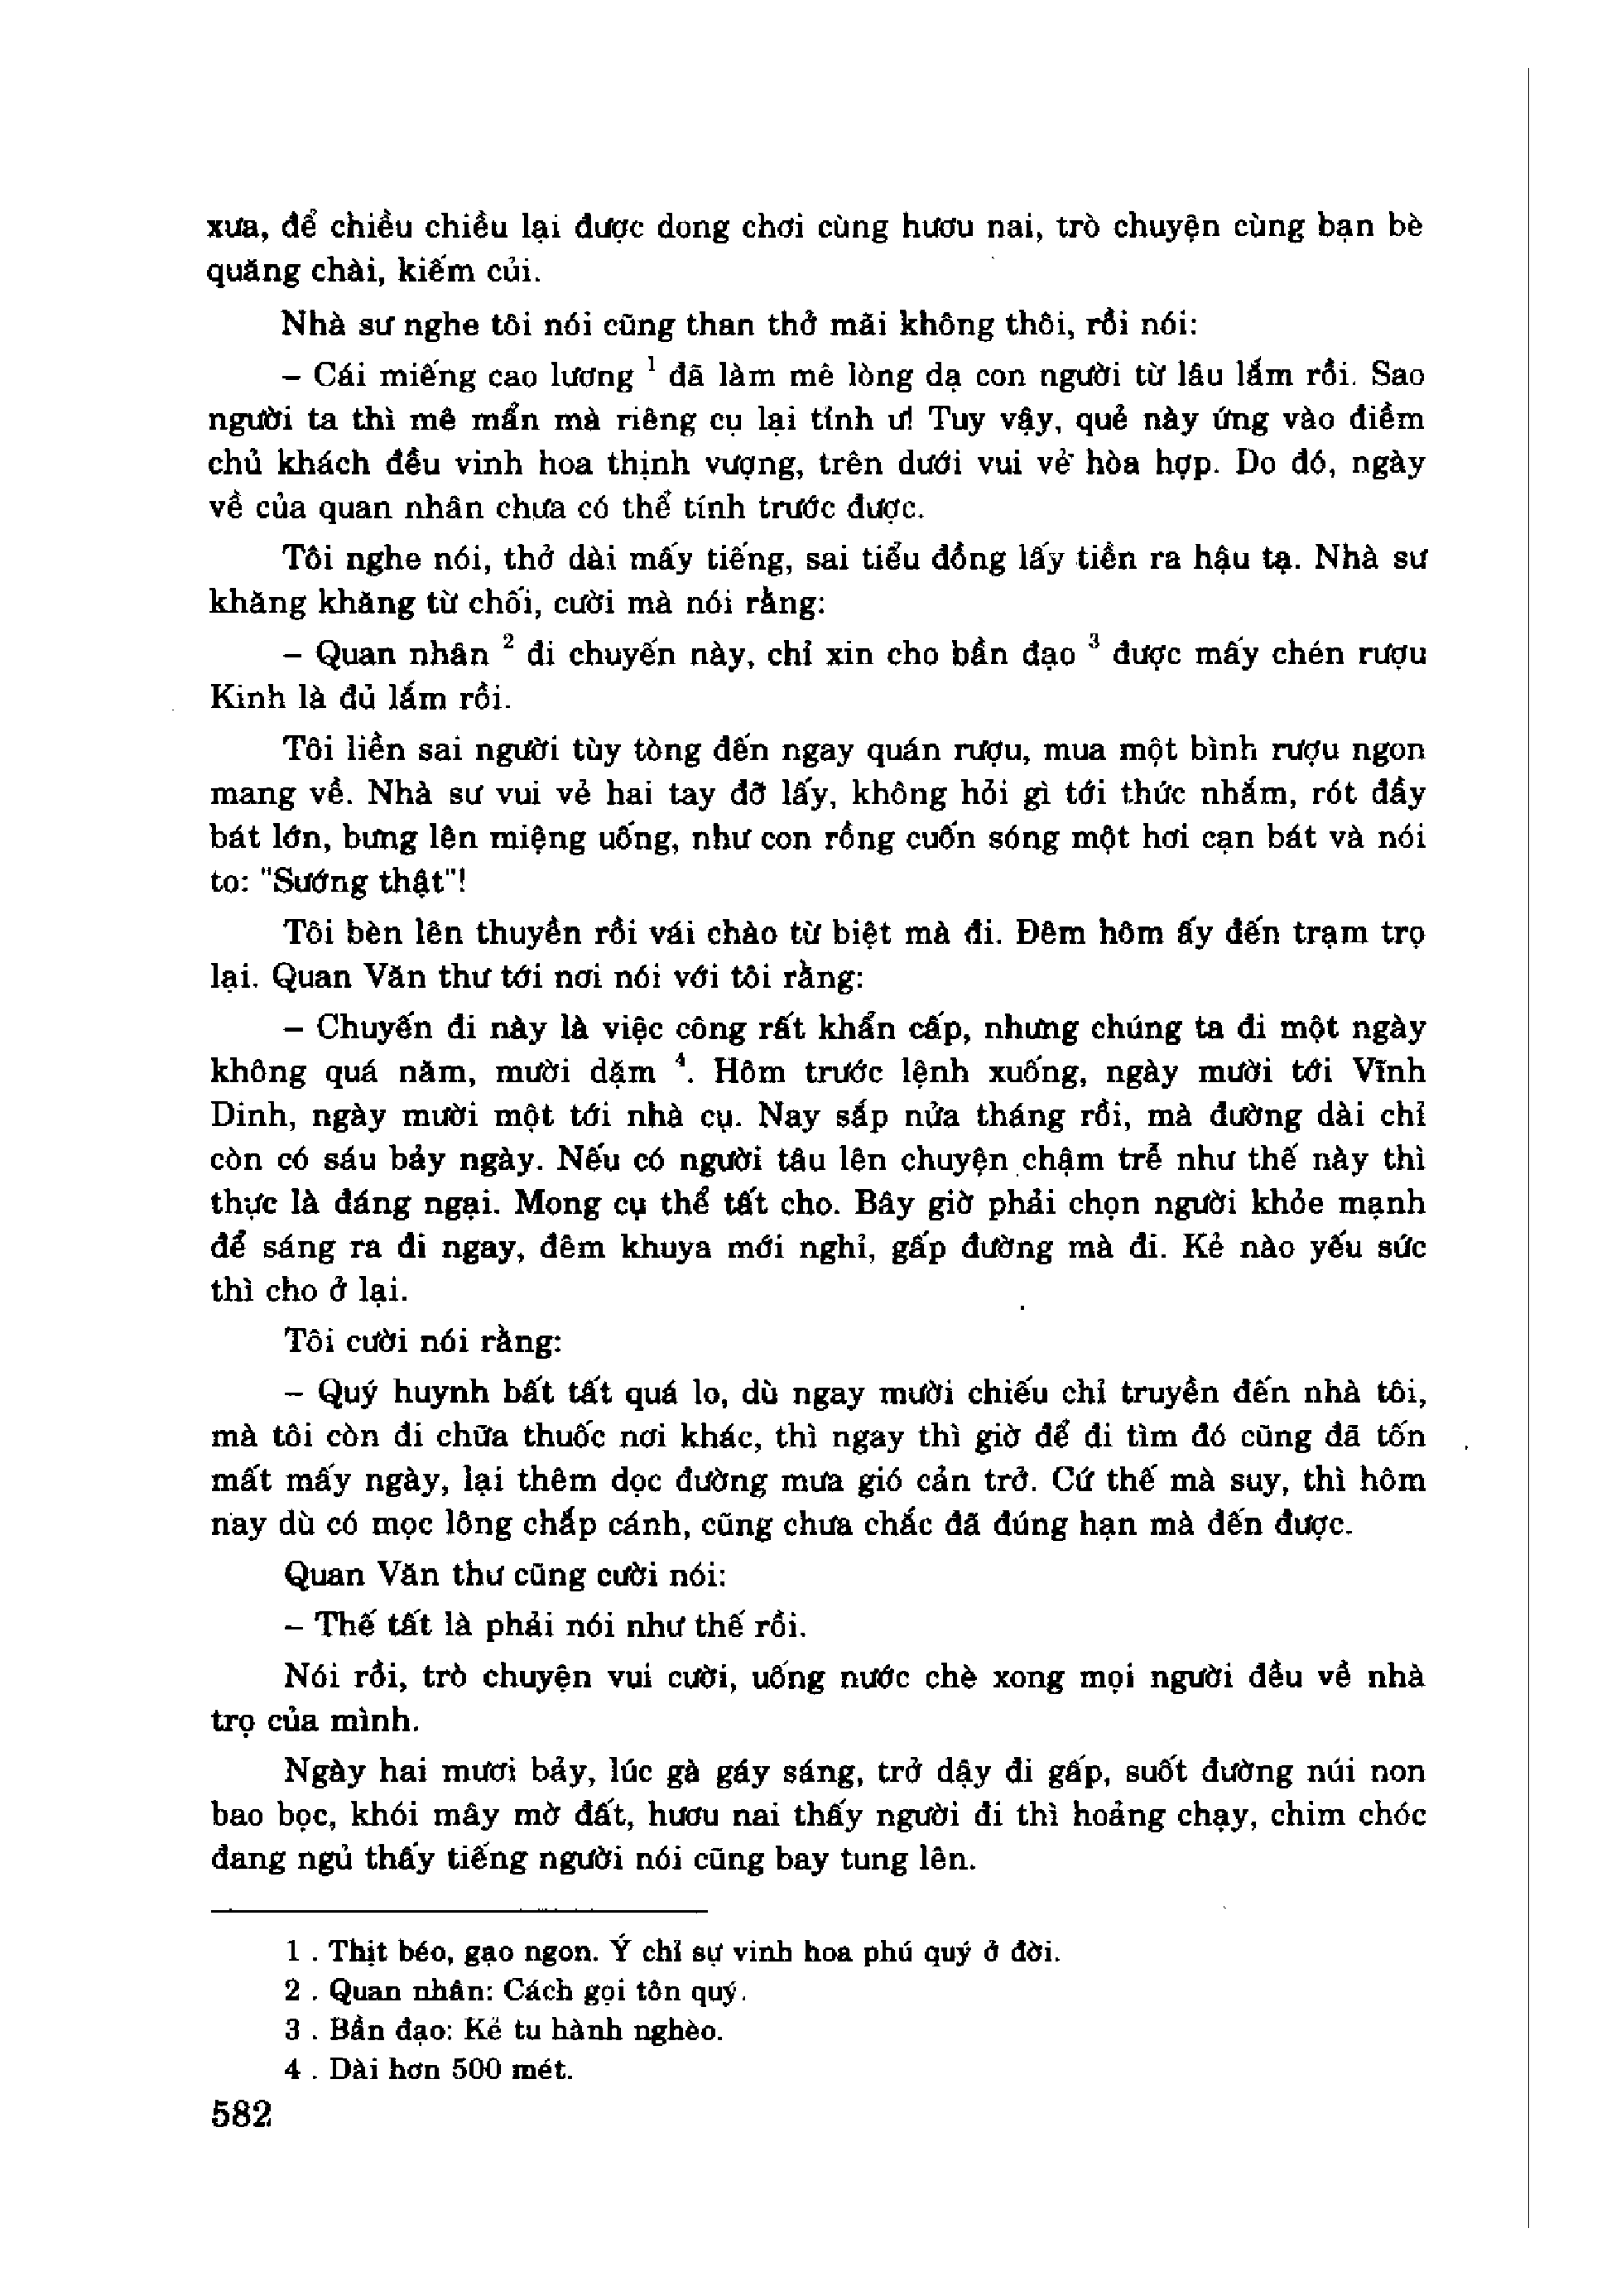 xưa, để chiều chiều lại được dong chơi cùng hươu nai, trò chuyện cùng bạn bè
quăng chài, kiếm củi.
Nhà sư nghe tôi nói cũng than thở mãi không thôi, rồi nói:
– Cái miếng cao lương ¹ đã làm mê lòng dạ con người từ lâu lắm rồi. Sao
người ta thì mê mẩn mà riêng cụ lại tỉnh ư! Tuy vậy, quẻ này ứng vào điềm
chủ khách đều vinh hoa thịnh vượng, trên dưới vui vẻ hòa hợp. Do đó, ngày
về của quan nhân chưa có thể tính trước được.
Tôi nghe nói, thở dài mấy tiếng, sai tiểu đồng lấy tiền ra hậu tạ. Nhà sư
khăng khăng từ chối, cười mà nói rằng:
– Quan nhân ² đi chuyến này, chỉ xin cho bần đạo ³ được mấy chén rượu
Kinh là đủ lắm rồi.
Tôi liền sai người tùy tòng đến ngay quán rượu, mua một bình rượu ngon
mang về. Nhà sư vui vẻ hai tay đỡ lấy, không hỏi gì tới thức nhắm, rót đầy
bát lớn, bưng lên miệng uống, như con rồng cuốn sóng một hơi cạn bát và nói
to: "Sướng thật"!
Tôi bèn lên thuyền rồi vái chào từ biệt mà đi. Đêm hôm ấy đến trạm trọ
lại. Quan Văn thư tới nơi nói với tôi rằng:
– Chuyến đi này là việc công rất khẩn cấp, nhưng chúng ta đi một ngày
không quá năm, mười dặm ⁴. Hôm trước lệnh xuống, ngày mười tới Vĩnh
Dinh, ngày mười một tới nhà cụ. Nay sắp nửa tháng rồi, mà đường dài chỉ
còn có sáu bảy ngày. Nếu có người tâu lên chuyện chậm trễ như thế này thì
thực là đáng ngại. Mong cụ thể tất cho. Bây giờ phải chọn người khỏe mạnh
để sáng ra đi ngay, đêm khuya mới nghỉ, gấp đường mà đi. Kẻ nào yếu sức
thì cho ở lại.
Tôi cười nói rằng:
– Quý huynh bất tất quá lo, dù ngay mười chiếu chỉ truyền đến nhà tôi,
mà tôi còn đi chữa thuốc nơi khác, thì ngay thì giờ để đi tìm đó cũng đã tốn
mất mấy ngày, lại thêm dọc đường mưa gió cản trở. Cứ thế mà suy, thì hôm
nay dù có mọc lông chắp cánh, cũng chưa chắc đã đúng hạn mà đến được.
Quan Văn thư cũng cười nói:
– Thế tất là phải nói như thế rồi.
Nói rồi, trò chuyện vui cười, uống nước chè xong mọi người đều về nhà
trọ của mình.
Ngày hai mươi bảy, lúc gà gáy sáng, trở dậy đi gấp, suốt đường núi non
bao bọc, khói mây mờ đất, hươu nai thấy người đi thì hoảng chạy, chim chóc
đang ngủ thấy tiếng người nói cũng bay tung lên.
1 . Thịt béo, gạo ngon. Ý chỉ sự vinh hoa phú quý ở đời.
2 . Quan nhân: Cách gọi tôn quý.
3 . Bần đạo: Kẻ tu hành nghèo.
4 . Dài hơn 500 mét.
582